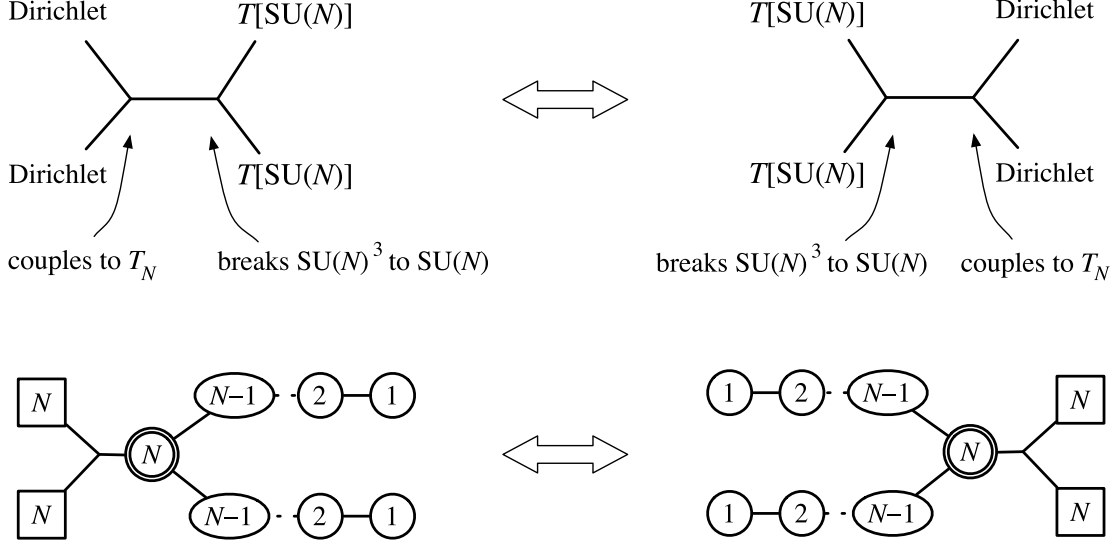 Dirichlet T[SU(N)] T[SU(N)] Dirichlet
Dirichlet T[SU(N)] T[SU(N)] Dirichlet
couples to T_N breaks SU(N)^3 to SU(N) breaks SU(N)^3 to SU(N) couples to T_N
N N−1 2 1 1 2 N−1 N
N N
N N−1 2 1 1 2 N−1 N